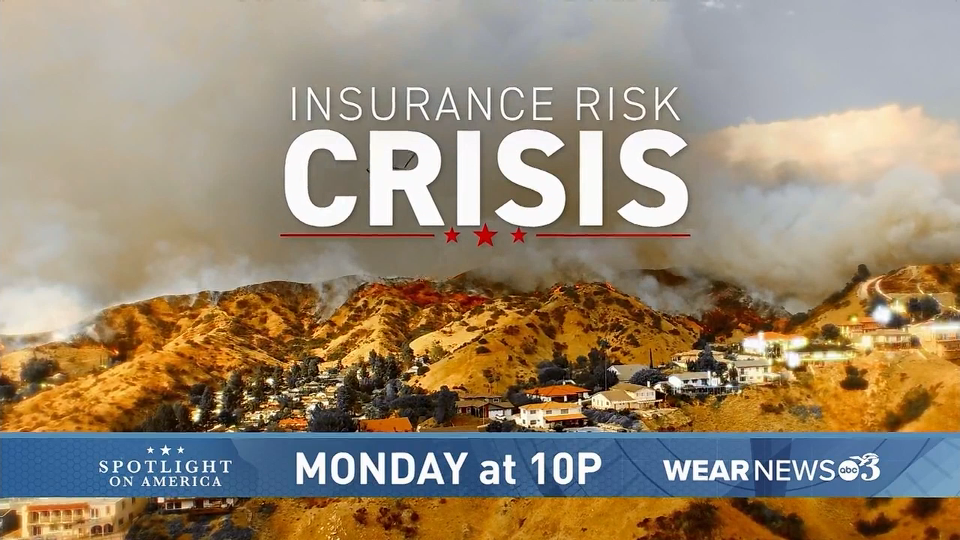 INSURANCE RISK
CRISIS
SPOTLIGHT
ON AMERICA
MONDAY at 10P
WEAR NEWS abc 3